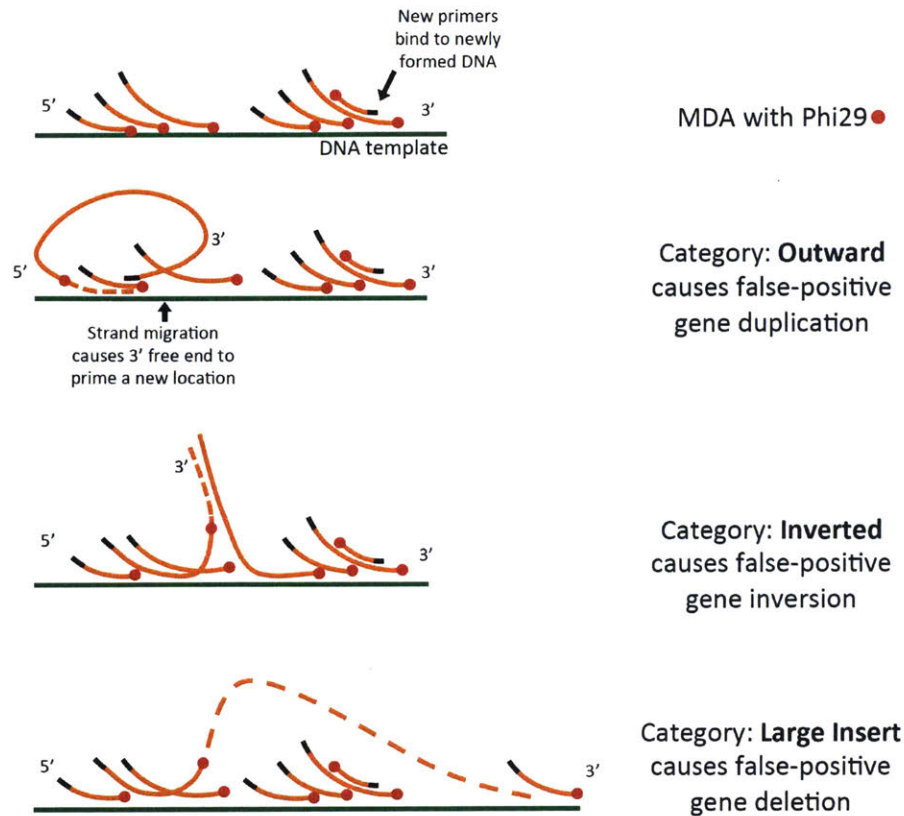 New primers
bind to newly
formed DNA
5'
3'
DNA template
MDA with Phi29
5'
3'
3'
Strand migration
causes 3' free end to
prime a new location
Category: Outward
causes false-positive
gene duplication
3'
5'
3'
Category: Inverted
causes false-positive
gene inversion
5'
3'
Category: Large Insert
causes false-positive
gene deletion